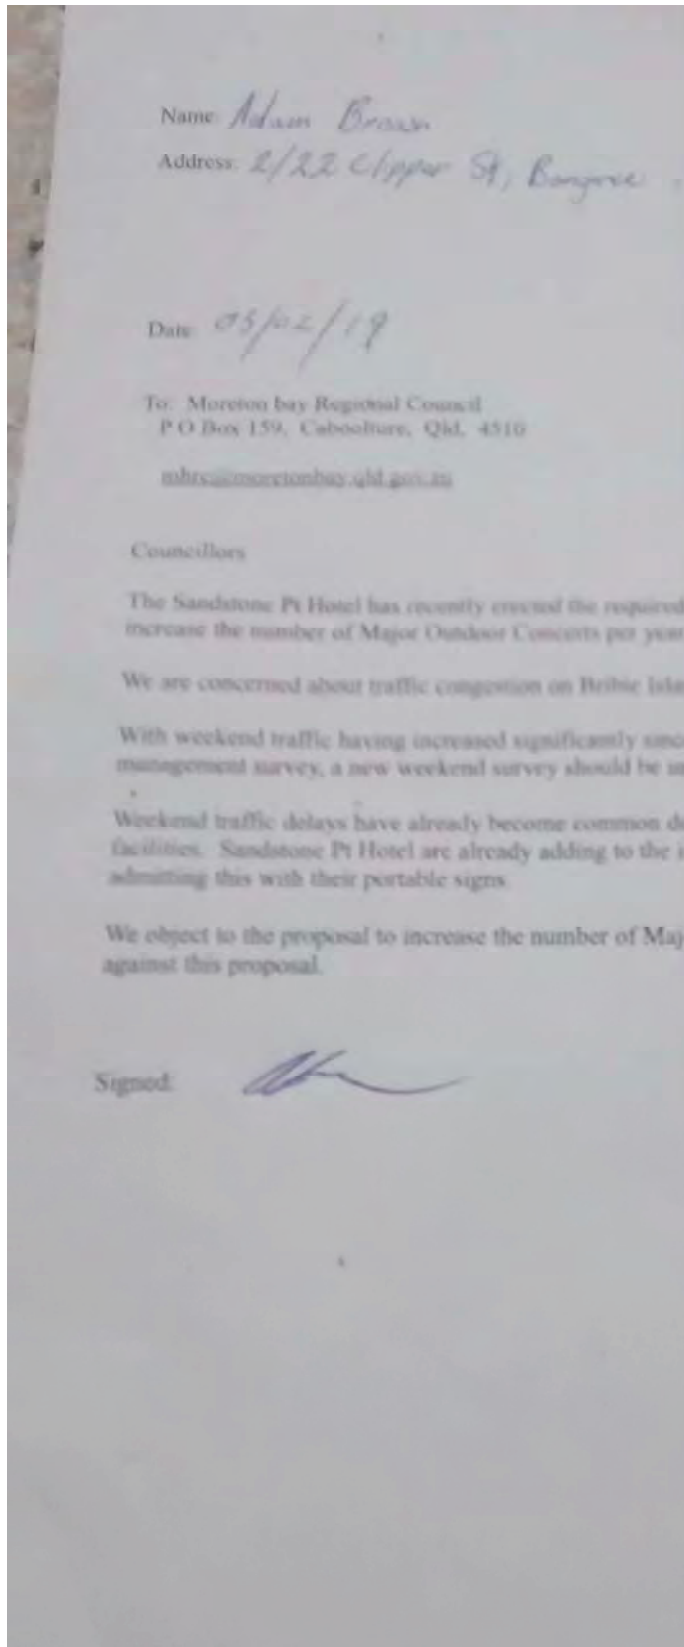 Name: Adam Brown
Address: 2/22 Clipper St, Bongaree
Date: 03/02/19
To: Moreton bay Regional Council
P O Box 159, Caboolture, Qld, 4510
mbrc@moretonbay.qld.gov.au
Councillors
The Sandstone Pt Hotel has recently erected the required
increase the number of Major Outdoor Concerts per year
We are concerned about traffic congestion on Bribie
With weekend traffic having increased significantly
management survey, a new weekend survey should be
Weekend traffic delays have already become common
facilities. Sandstone Pt Hotel are already adding to the
admitting this with their portable signs.
We object to the proposal to increase the number of
against this proposal.
Signed: